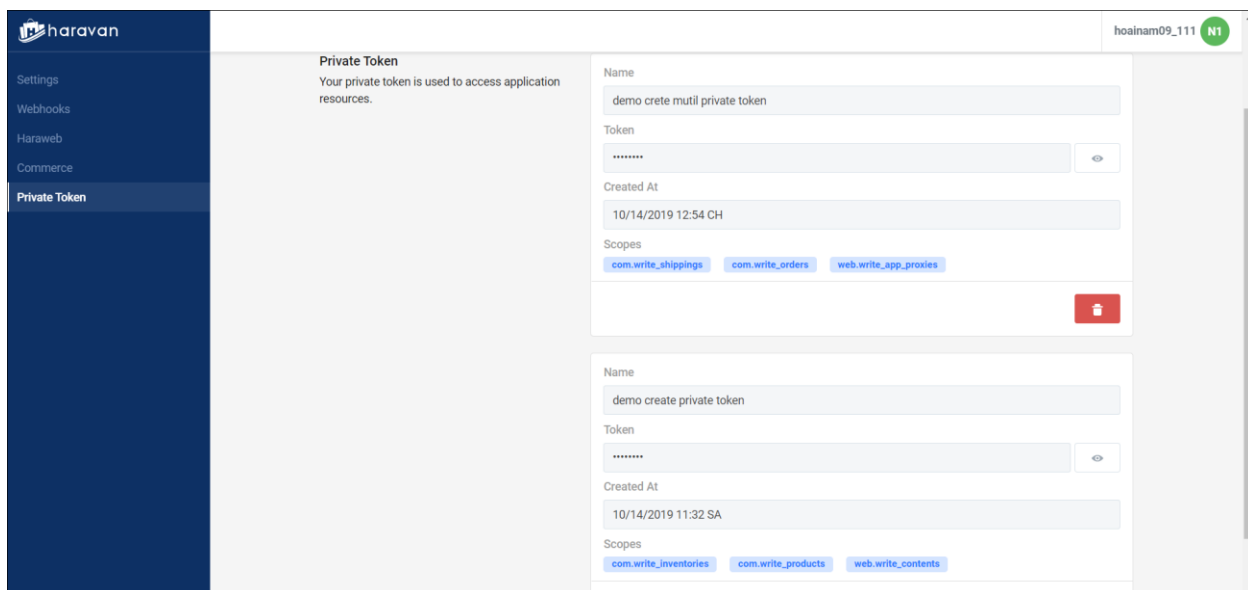 haravan
hoainam09_111 N1
Settings
Webhooks
Haraweb
Commerce
Private Token
Private Token
Your private token is used to access application
resources.
Name
demo crete mutil private token
Token
••••••••
Created At
10/14/2019 12:54 CH
Scopes
com.write_shippings com.write_orders web.write_app_proxies
Name
demo create private token
Token
••••••••
Created At
10/14/2019 11:32 SA
Scopes
com.write_inventories com.write_products web.write_contents